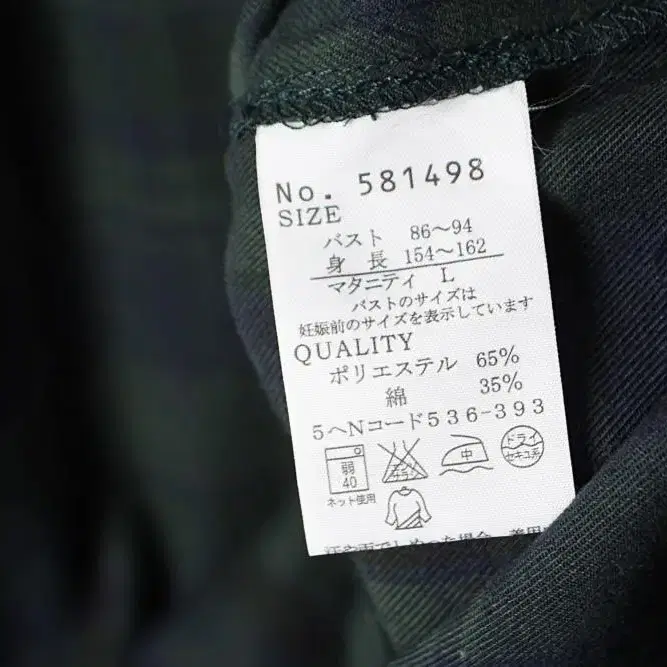 No. 581498
SIZE
バスト 86～94
身 長 154～162
マタニティ L
バストのサイズは
妊娠前のサイズを表示しています
QUALITY
ポリエステル 65%
綿 35%
5へNコード536-393
弱
40
中
ドライ
セキユ系
ネット使用